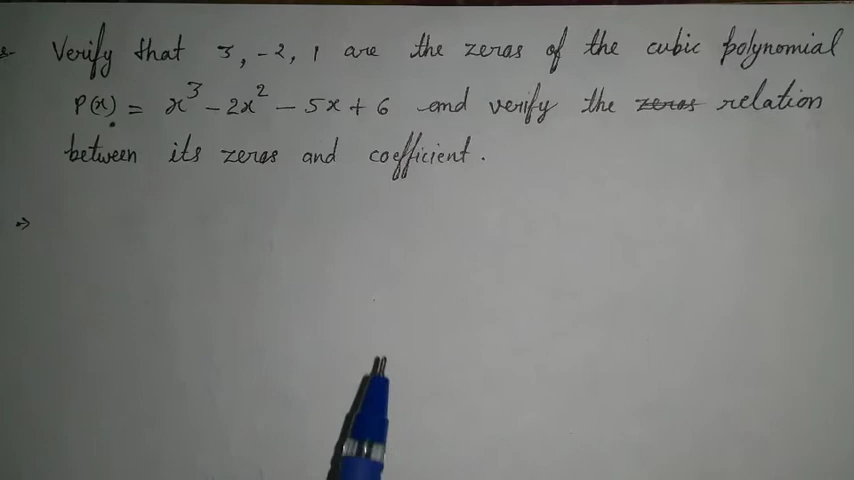 Verify that 3, -2, 1 are the zeros of the cubic polynomial
P(x) = x³ - 2x² - 5x + 6 and verify the ~~zeros~~ relation
between its zeros and coefficient.
⇒